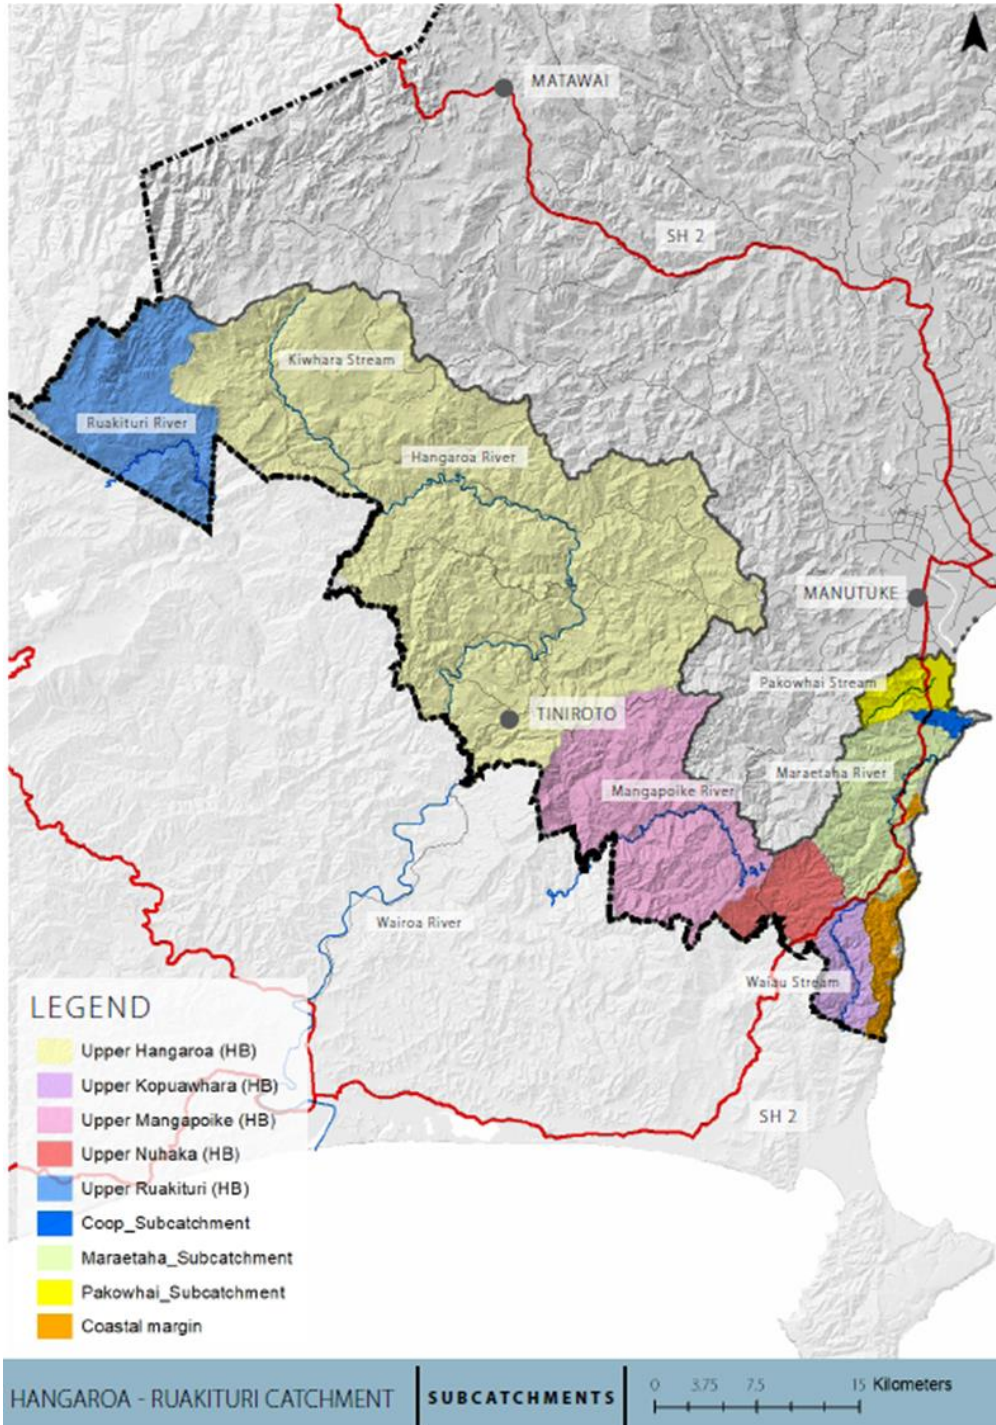 MATAWAI
SH 2
Kiwhara Stream
Ruakituri River
Hangaroa River
MANUTUKE
Pakowhai Stream
TINIROTO
Maraetaha River
Mangapoike River
Wairoa River
Waiau Stream
SH 2
LEGEND
Upper Hangaroa (HB)
Upper Kopuawhara (HB)
Upper Mangapoike (HB)
Upper Nuhaka (HB)
Upper Ruakituri (HB)
Coop_Subcatchment
Maraetaha_Subcatchment
Pakowhai_Subcatchment
Coastal margin
HANGAROA - RUAKITURI CATCHMENT
SUBCATCHMENTS
0 3.75 7.5 15 Kilometers